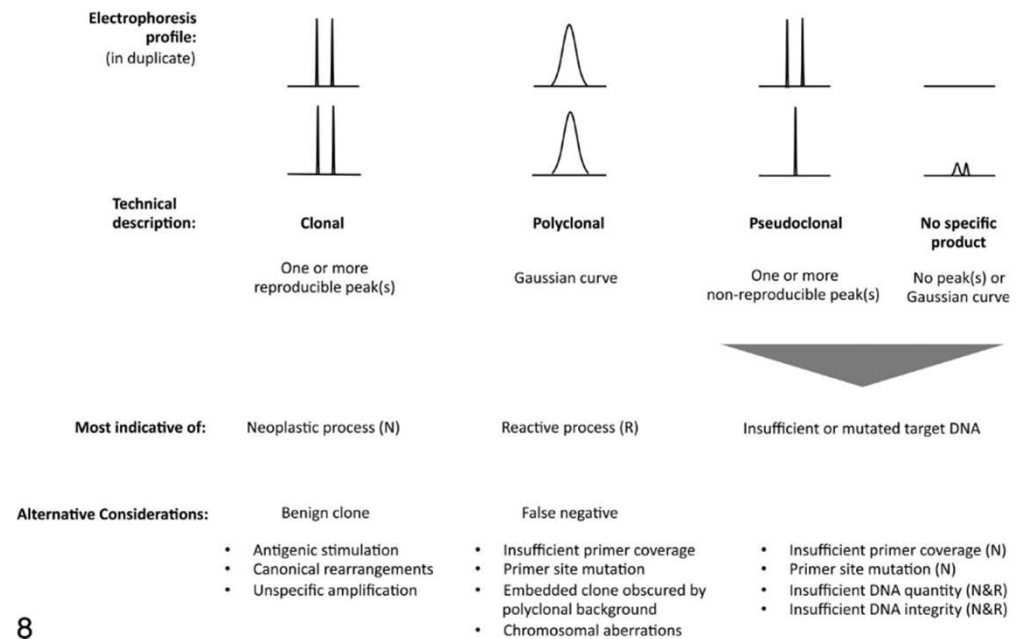 Electrophoresis
profile:
(in duplicate)
Technical
description:
Clonal
One or more
reproducible peak(s)
Polyclonal
Gaussian curve
Pseudoclonal
One or more
non-reproducible peak(s)
No specific
product
No peak(s) or
Gaussian curve
Most indicative of:
Neoplastic process (N)
Reactive process (R)
Insufficient or mutated target DNA
Alternative Considerations:
Benign clone
• Antigenic stimulation
• Canonical rearrangements
• Unspecific amplification
False negative
• Insufficient primer coverage
• Primer site mutation
• Embedded clone obscured by
polyclonal background
• Chromosomal aberrations
• Insufficient primer coverage (N)
• Primer site mutation (N)
• Insufficient DNA quantity (N&R)
• Insufficient DNA integrity (N&R)
8